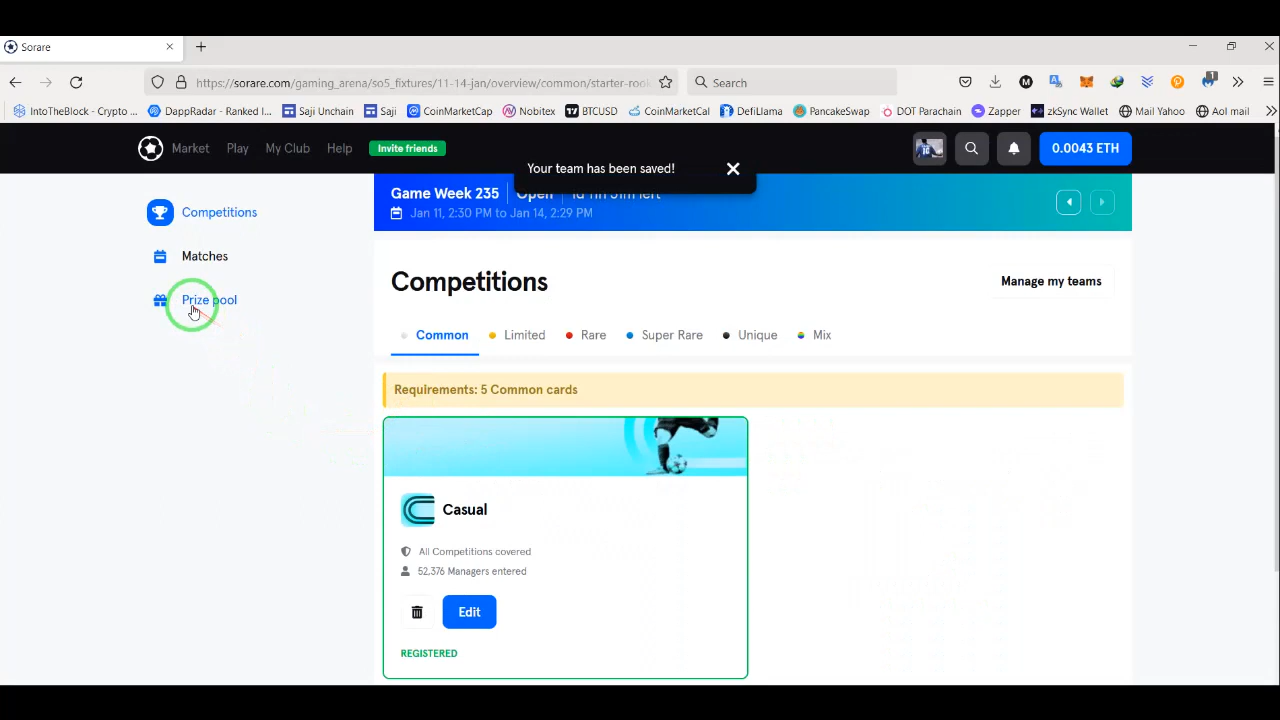 Sorare
https://sorare.com/gaming_arena/so5_fixtures/11-14-jan/overview/common/starter-rook
Search
IntoTheBlock - Crypto ...
DappRadar - Ranked l...
Saji Unchain
Saji
CoinMarketCap
Nobitex
BTCUSD
CoinMarketCal
DefiLlama
PancakeSwap
DOT Parachain
Zapper
zkSync Wallet
Mail Yahoo
Aol mail
Market
Play
My Club
Help
Invite friends
0.0043 ETH
Your team has been saved!
Game Week 235
Open
Jan 11, 2:30 PM to Jan 14, 2:29 PM
Competitions
Matches
Prize pool
Competitions
Manage my teams
Common
Limited
Rare
Super Rare
Unique
Mix
Requirements: 5 Common cards
Casual
All Competitions covered
52,376 Managers entered
Edit
REGISTERED